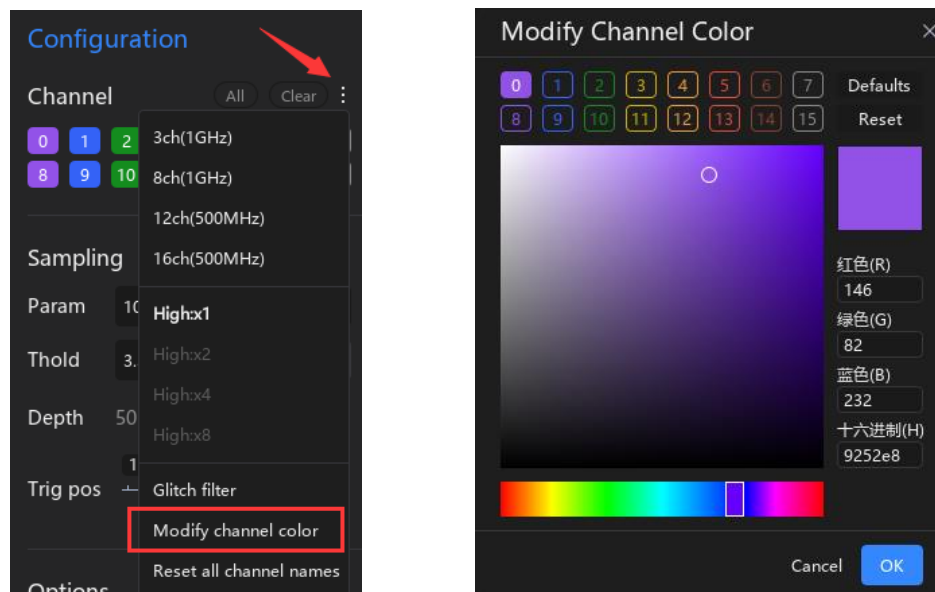 Configuration
Channel All Clear
0 1 2
8 9 10
3ch(1GHz)
8ch(1GHz)
12ch(500MHz)
16ch(500MHz)
Sampling
Param 10
High:x1
High:x2
Thold 3.
High:x4
Depth 50
High:x8
1
Trig pos
Glitch filter
Modify channel color
Reset all channel names
Options
Modify Channel Color
0 1 2 3 4 5 6 7 Defaults
8 9 10 11 12 13 14 15 Reset
红色(R)
146
绿色(G)
82
蓝色(B)
232
十六进制(H)
9252e8
Cancel OK